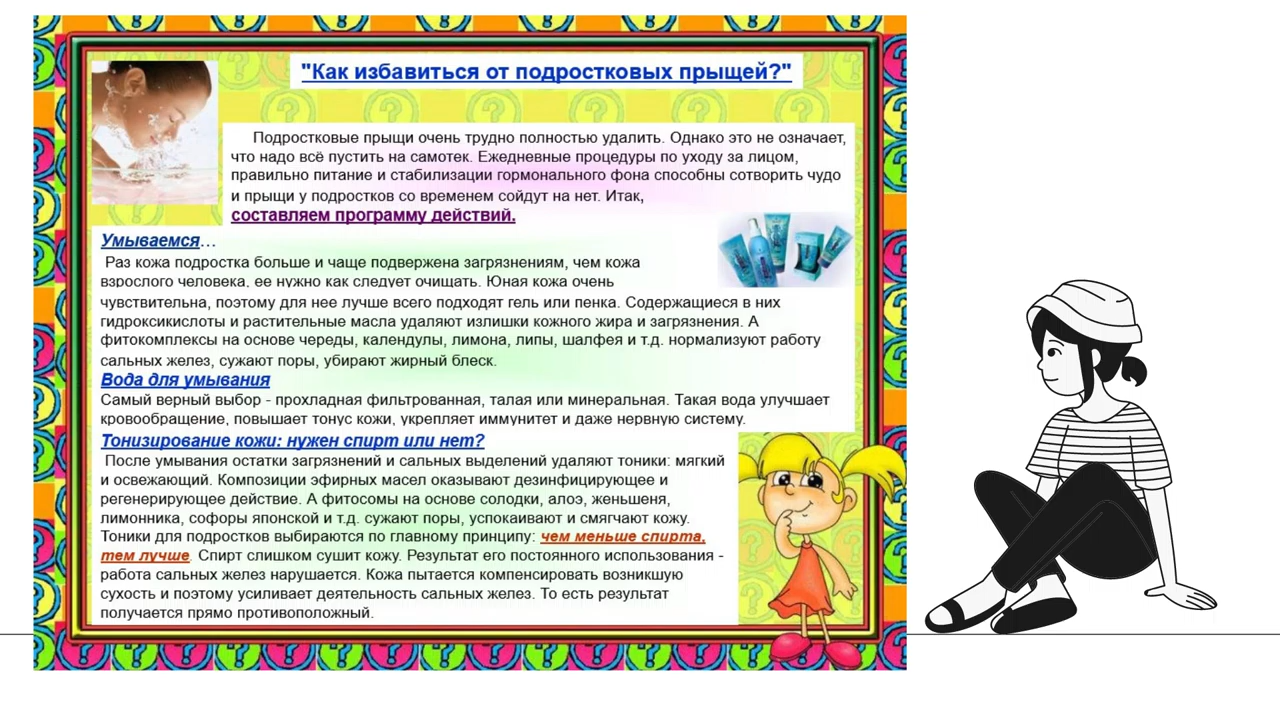 "Как избавиться от подростковых прыщей?"
Подростковые прыщи очень трудно полностью удалить. Однако это не означает,
что надо всё пустить на самотек. Ежедневные процедуры по уходу за лицом,
правильно питание и стабилизации гормонального фона способны сотворить чудо
и прыщи у подростков со временем сойдут на нет. Итак,
составляем программу действий.
Умываемся…
Раз кожа подростка больше и чаще подвержена загрязнениям, чем кожа
взрослого человека, ее нужно как следует очищать. Юная кожа очень
чувствительна, поэтому для нее лучше всего подходят гель или пенка. Содержащиеся в них
гидроксикислоты и растительные масла удаляют излишки кожного жира и загрязнения. А
фитокомплексы на основе череды, календулы, лимона, липы, шалфея и т.д. нормализуют работу
сальных желез, сужают поры, убирают жирный блеск.
Вода для умывания
Самый верный выбор - прохладная фильтрованная, талая или минеральная. Такая вода улучшает
кровообращение, повышает тонус кожи, укрепляет иммунитет и даже нервную систему.
Тонизирование кожи: нужен спирт или нет?
После умывания остатки загрязнений и сальных выделений удаляют тоники: мягкий
и освежающий. Композиции эфирных масел оказывают дезинфицирующее и
регенерирующее действие. А фитосомы на основе солодки, алоэ, женьшеня,
лимонника, софоры японской и т.д. сужают поры, успокаивают и смягчают кожу.
Тоники для подростков выбираются по главному принципу: чем меньше спирта,
тем лучше. Спирт слишком сушит кожу. Результат его постоянного использования -
работа сальных желез нарушается. Кожа пытается компенсировать возникшую
сухость и поэтому усиливает деятельность сальных желез. То есть результат
получается прямо противоположный.